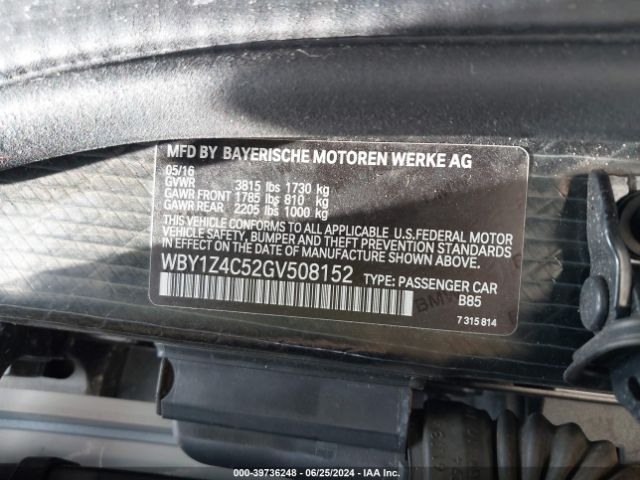 MFD BY BAYERISCHE MOTOREN WERKE AG
05/16
GVWR 3815 lbs 1730 kg
GAWR FRONT 1785 lbs 810 kg
GAWR REAR 2205 lbs 1000 kg
THIS VEHICLE CONFORMS TO ALL APPLICABLE U.S.FEDERAL MOTOR
VEHICLE SAFETY, BUMPER AND THEFT PREVENTION STANDARDS
IN EFFECT ON THE DATE OF MANUFACTURE SHOWN ABOVE.
WBY1Z4C52GV508152 TYPE: PASSENGER CAR
B85
7 315 814
000-39736248 - 06/25/2024 - IAA Inc.